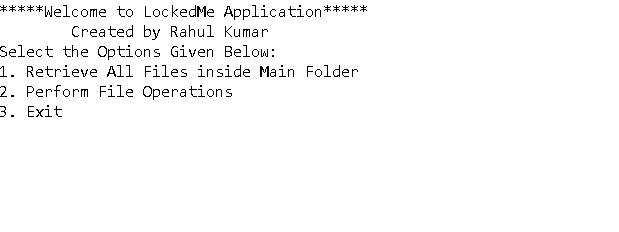 *****Welcome to LockedMe Application*****
Created by Rahul Kumar
Select the Options Given Below:
1. Retrieve All Files inside Main Folder
2. Perform File Operations
3. Exit